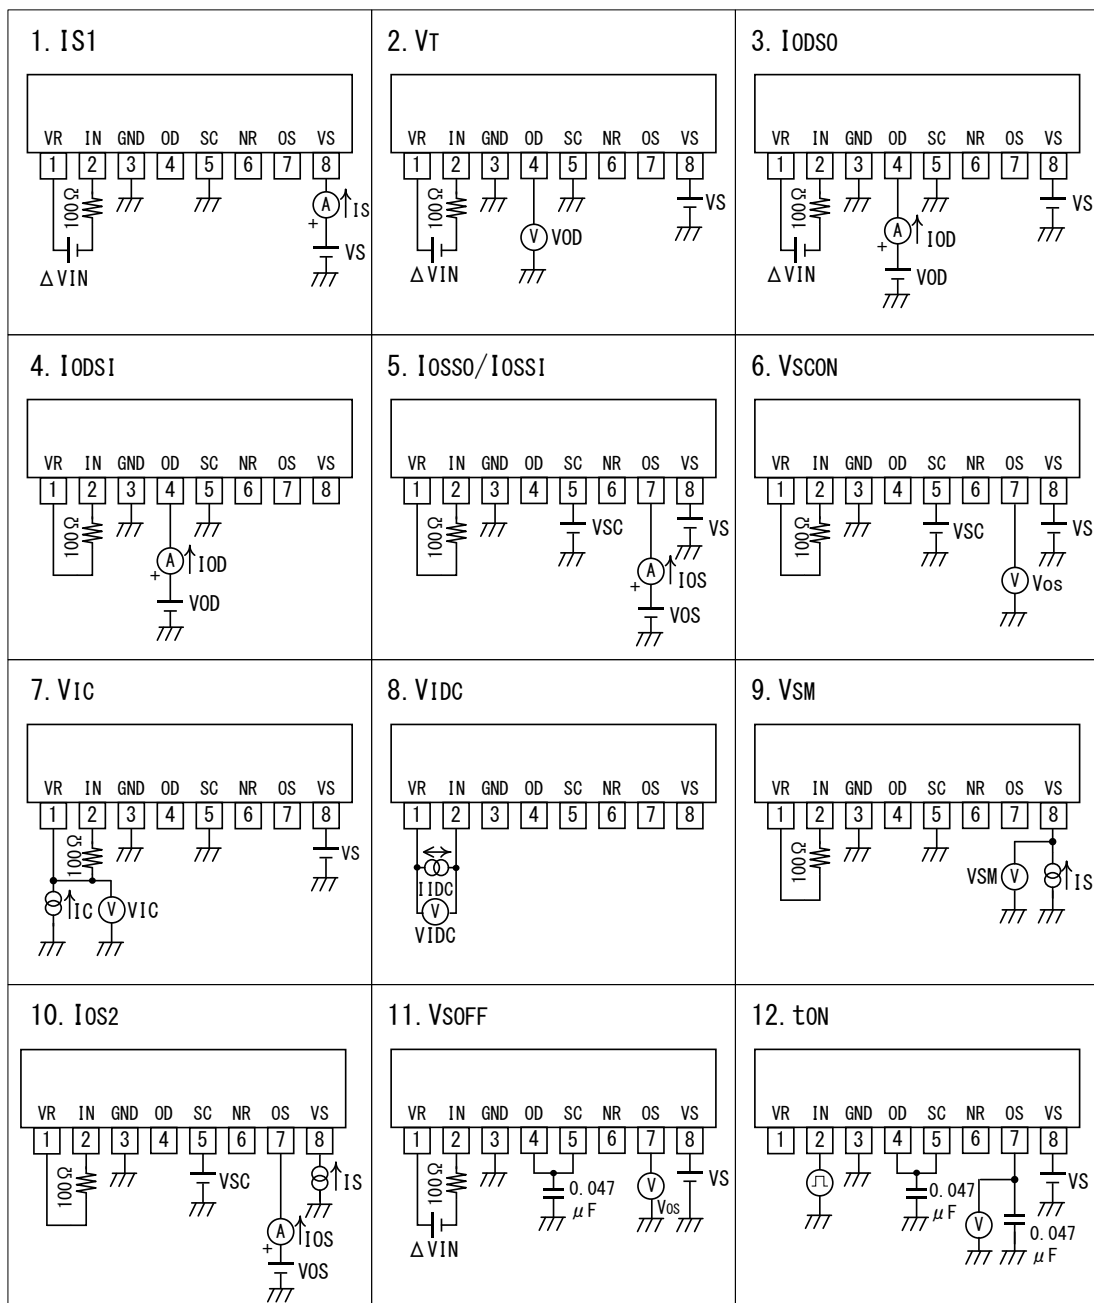 1. IS1
VR IN GND OD SC NR OS VS
1 2 3 4 5 6 7 8
100Ω
A
IS
+
VS
ΔVIN
2. VT
VR IN GND OD SC NR OS VS
1 2 3 4 5 6 7 8
100Ω
VS
V VOD
ΔVIN
3. IODSO
VR IN GND OD SC NR OS VS
1 2 3 4 5 6 7 8
100Ω
VS
A IOD
+
VOD
ΔVIN
4. IODSI
VR IN GND OD SC NR OS VS
1 2 3 4 5 6 7 8
100Ω
A IOD
+
VOD
5. IOSSO/IOSSI
VR IN GND OD SC NR OS VS
1 2 3 4 5 6 7 8
100Ω
VSC
VS
A IOS
+
VOS
6. VSCON
VR IN GND OD SC NR OS VS
1 2 3 4 5 6 7 8
100Ω
VSC
VS
V Vos
7. VIC
VR IN GND OD SC NR OS VS
1 2 3 4 5 6 7 8
100Ω
VS
IC V VIC
8. VIDC
VR IN GND OD SC NR OS VS
1 2 3 4 5 6 7 8
IIDC
V
VIDC
9. VSM
VR IN GND OD SC NR OS VS
1 2 3 4 5 6 7 8
100Ω
VSM V IS
10. IOS2
VR IN GND OD SC NR OS VS
1 2 3 4 5 6 7 8
100Ω
VSC
IS
A IOS
+
VOS
11. VSOFF
VR IN GND OD SC NR OS VS
1 2 3 4 5 6 7 8
100Ω
VS
0.047
μF
V
Vos
ΔVIN
12. tON
VR IN GND OD SC NR OS VS
1 2 3 4 5 6 7 8
VS
0.047
μF
V
0.047
μF